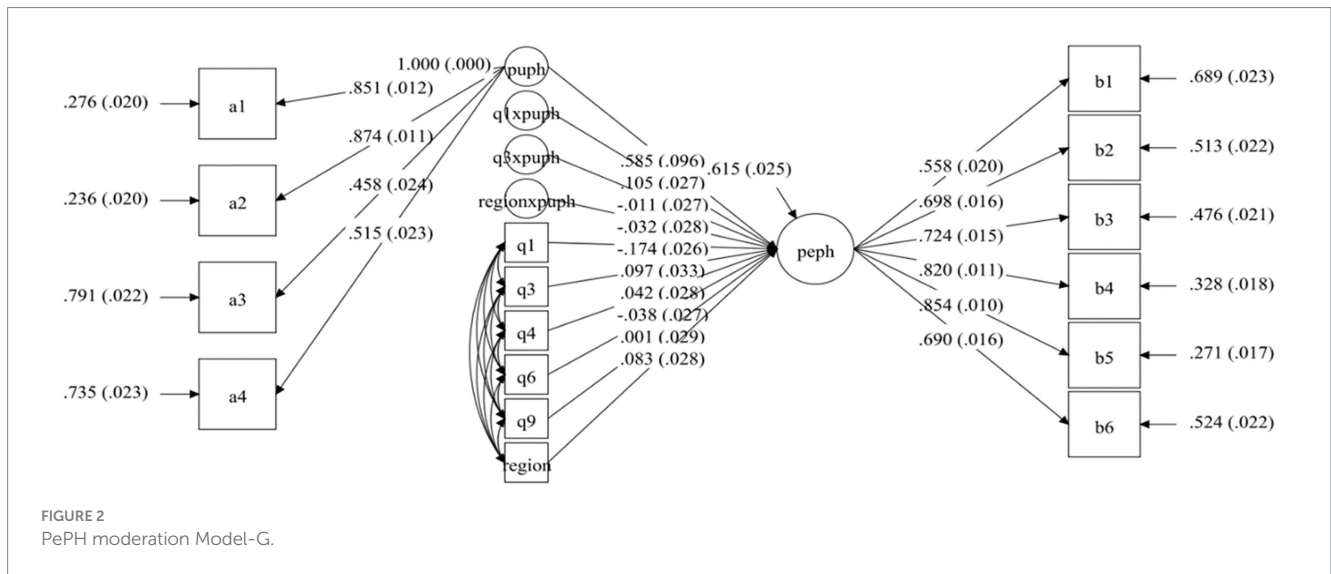 1.000 (.000)
puph
.276 (.020)
a1
.851 (.012)
q1xpuph
.874 (.011)
q3xpuph
.236 (.020)
a2
.458 (.024)
regionxpuph
.515 (.023)
q1
.791 (.022)
a3
q3
q4
q6
.735 (.023)
a4
q9
region
.585 (.096)
.105 (.027)
-.011 (.027)
-.032 (.028)
-.174 (.026)
.097 (.033)
.042 (.028)
-.038 (.027)
.001 (.029)
.083 (.028)
.615 (.025)
peph
.558 (.020)
.698 (.016)
.724 (.015)
.820 (.011)
.854 (.010)
.690 (.016)
b1
.689 (.023)
b2
.513 (.022)
b3
.476 (.021)
b4
.328 (.018)
b5
.271 (.017)
b6
.524 (.022)
FIGURE 2
PePH moderation Model-G.